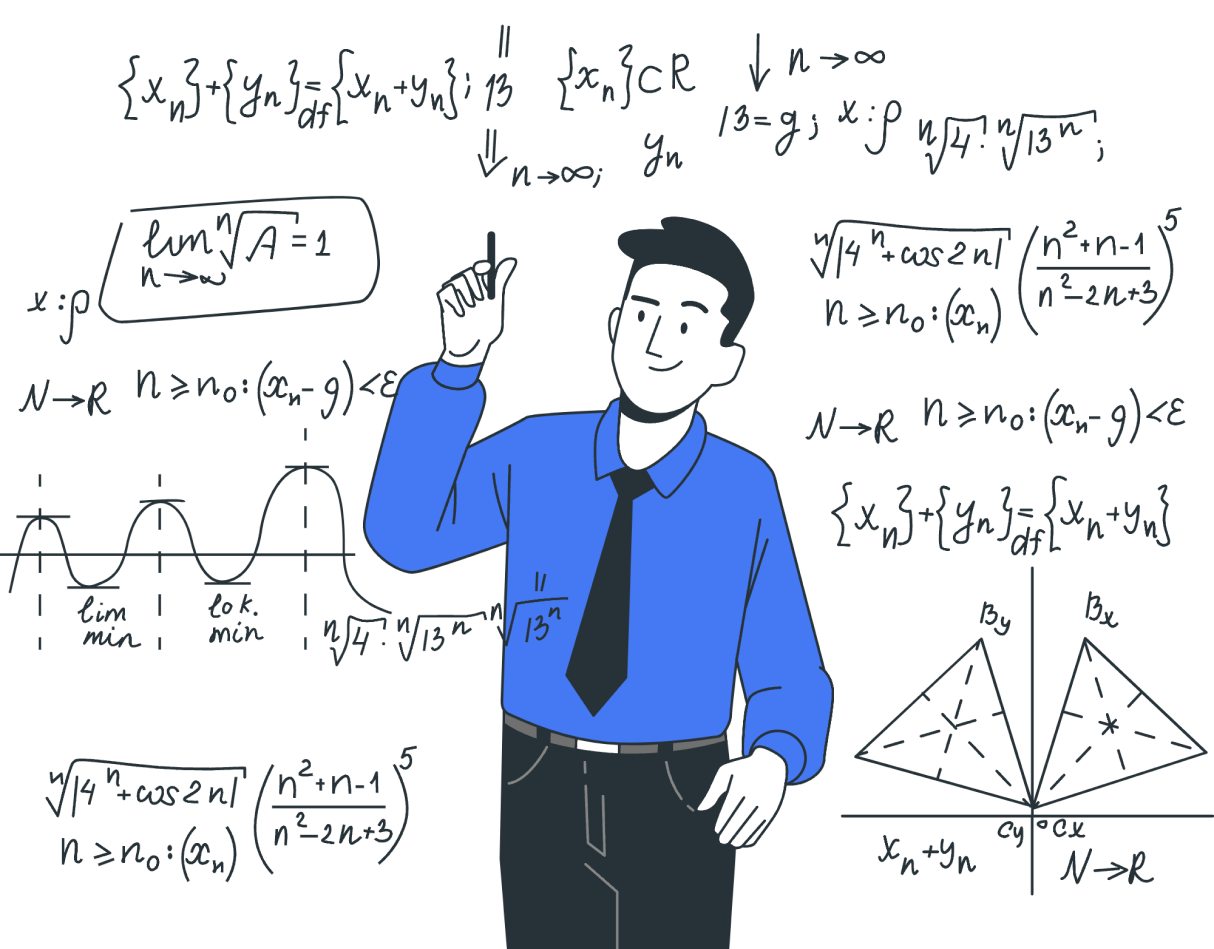 {xₙ}+{yₙ}=df{xₙ+yₙ}; 13 {xₙ}⊂R ↓ n→∞
‖
⇓ n→∞; yₙ
13=g; x:ρ ⁿ√4·ⁿ√13ⁿ;
lim ⁿ√A=1
n→∞
x:ρ
N→R n≥n₀:(xₙ-g)<ε
lim min
lok. min
ⁿ√4·ⁿ√13ⁿ ⁿ√13ⁿ
‖
ⁿ√|4ⁿ+cos2n| ((n²+n-1)/(n²-2n+3))⁵
n≥n₀:(xₙ)
ⁿ√|4ⁿ+cos2n| ((n²+n-1)/(n²-2n+3))⁵
n≥n₀:(xₙ)
N→R n≥n₀:(xₙ-g)<ε
{xₙ}+{yₙ}=df{xₙ+yₙ]
By Bx
Cy °Cx
xₙ+yₙ N→R